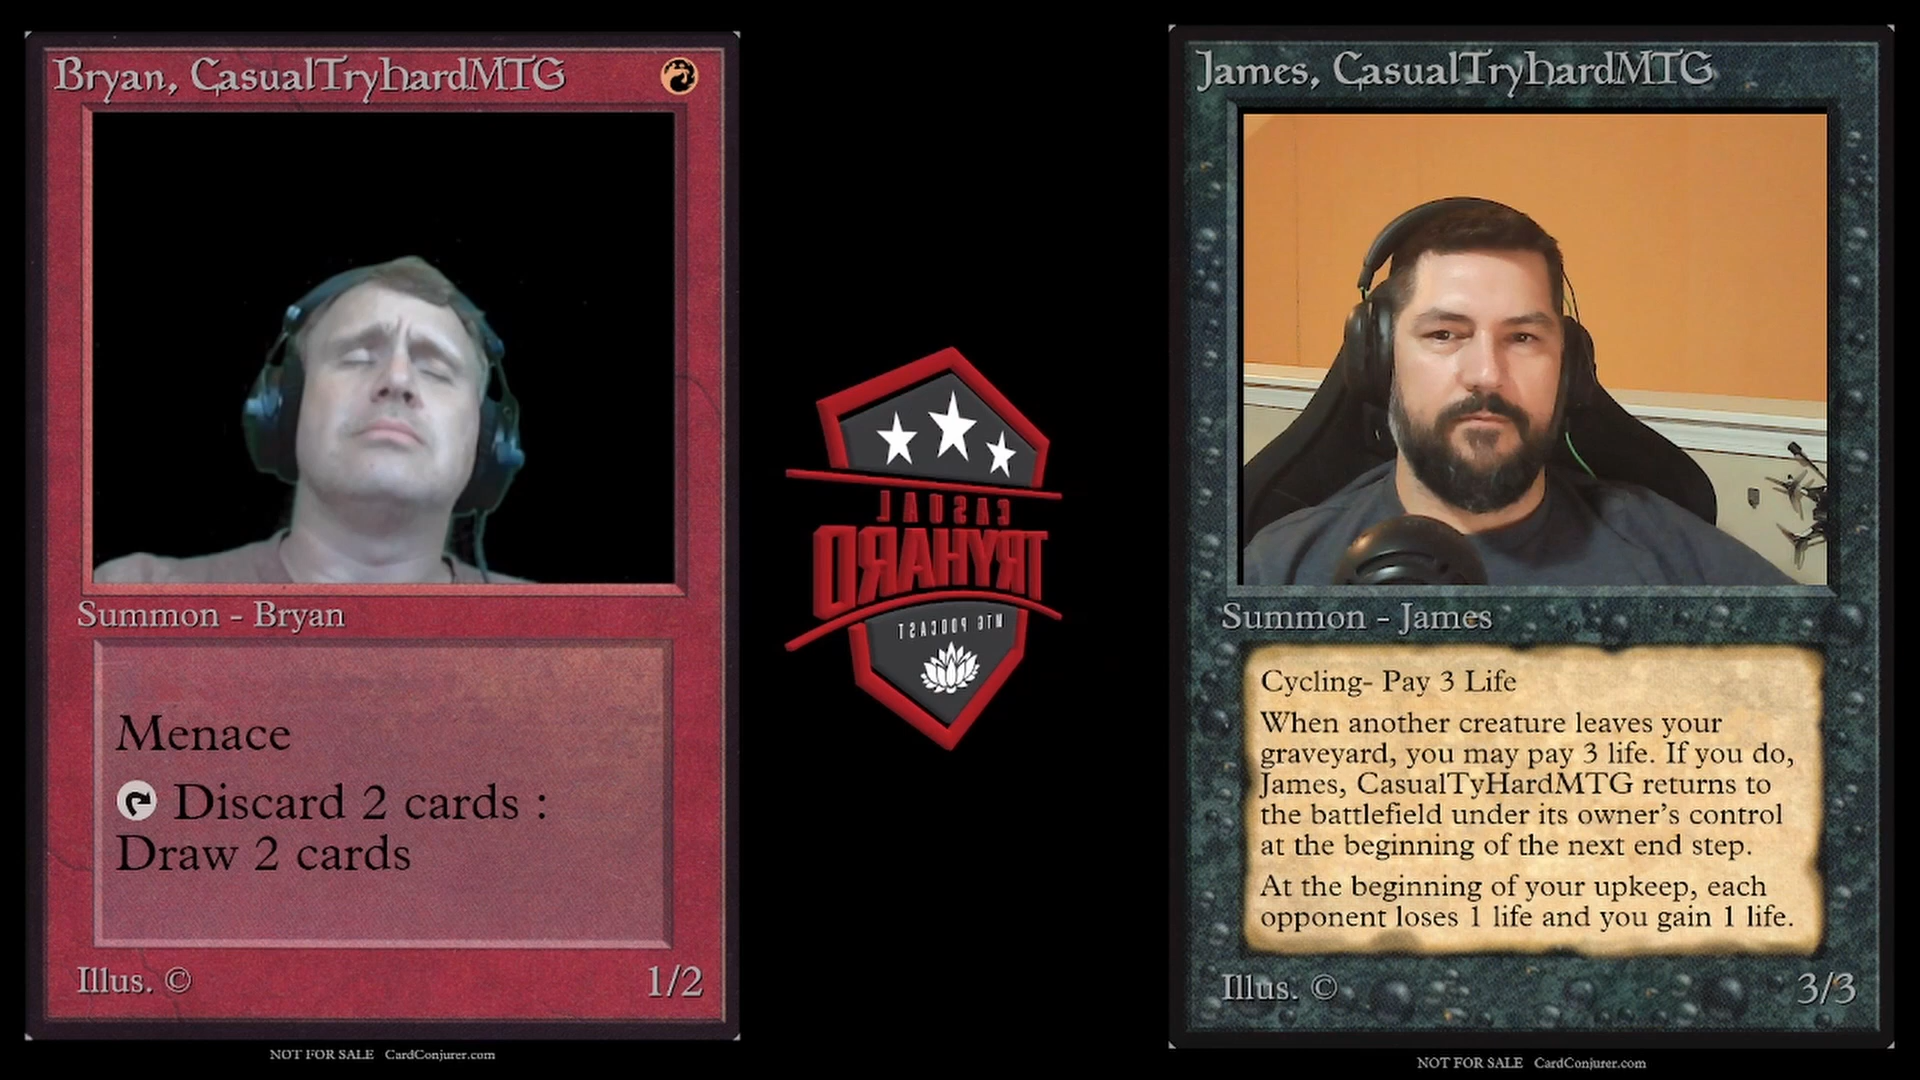 Bryan, CasualTryhardMTG
Summon - Bryan
Menace
Discard 2 cards :
Draw 2 cards
Illus. ©
1/2
NOT FOR SALE CardConjurer.com
CASUAL
TRYHARD
MTG PODCAST
James, CasualTryhardMTG
Summon - James
Cycling- Pay 3 Life
When another creature leaves your
graveyard, you may pay 3 life. If you do,
James, CasualTyHardMTG returns to
the battlefield under its owner's control
at the beginning of the next end step.
At the beginning of your upkeep, each
opponent loses 1 life and you gain 1 life.
Illus. ©
3/3
NOT FOR SALE CardConjurer.com